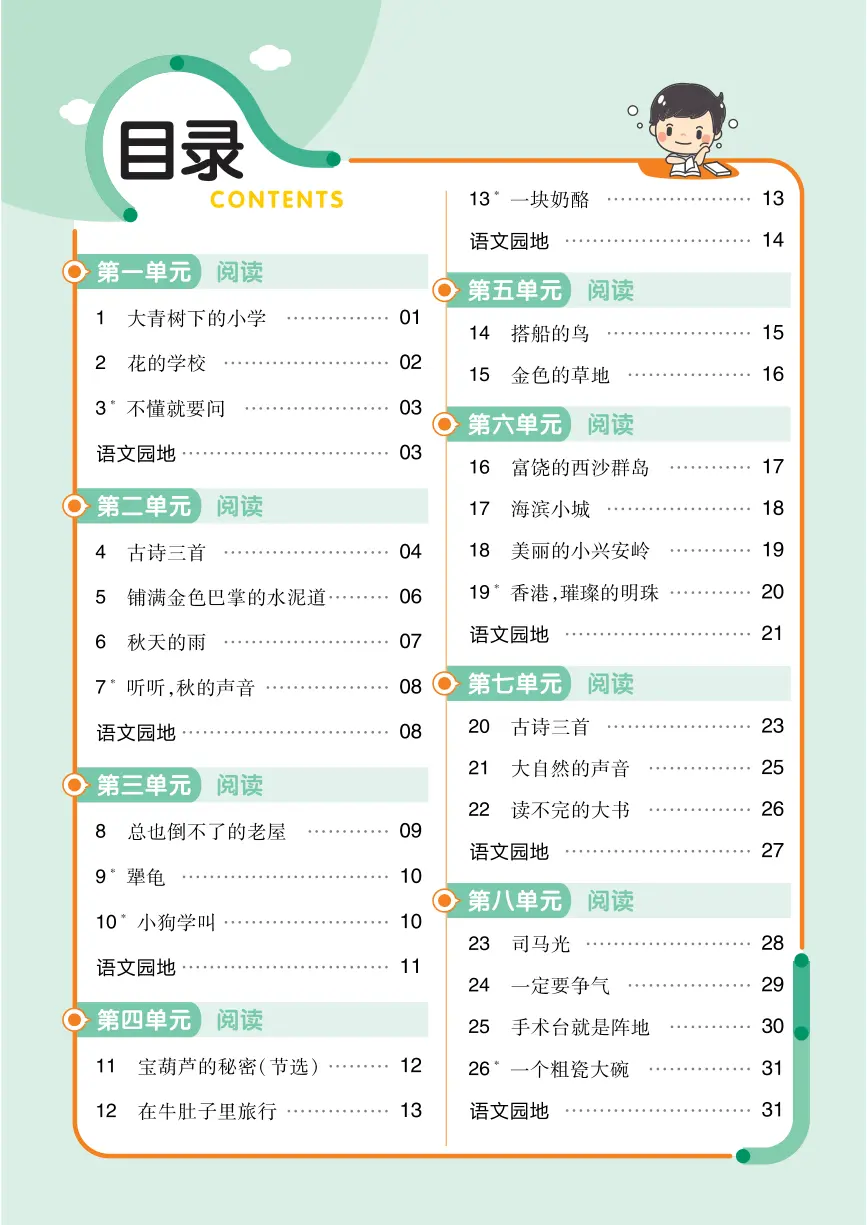 目录
CONTENTS
第一单元 阅读
1 大青树下的小学 …………… 01
2 花的学校 …………………… 02
3* 不懂就要问 ………………… 03
语文园地 ………………………… 03
第二单元 阅读
4 古诗三首 …………………… 04
5 铺满金色巴掌的水泥道 ……… 06
6 秋天的雨 …………………… 07
7* 听听,秋的声音 ……………… 08
语文园地 ………………………… 08
第三单元 阅读
8 总也倒不了的老屋 ………… 09
9* 犟龟 ………………………… 10
10* 小狗学叫 …………………… 10
语文园地 ………………………… 11
第四单元 阅读
11 宝葫芦的秘密(节选) ……… 12
12 在牛肚子里旅行 …………… 13
13* 一块奶酪 ………………… 13
语文园地 ……………………… 14
第五单元 阅读
14 搭船的鸟 ………………… 15
15 金色的草地 ……………… 16
第六单元 阅读
16 富饶的西沙群岛 ………… 17
17 海滨小城 ………………… 18
18 美丽的小兴安岭 ………… 19
19* 香港,璀璨的明珠 ………… 20
语文园地 ……………………… 21
第七单元 阅读
20 古诗三首 ………………… 23
21 大自然的声音 …………… 25
22 读不完的大书 …………… 26
语文园地 ……………………… 27
第八单元 阅读
23 司马光 …………………… 28
24 一定要争气 ……………… 29
25 手术台就是阵地 ………… 30
26* 一个粗瓷大碗 …………… 31
语文园地 ……………………… 31